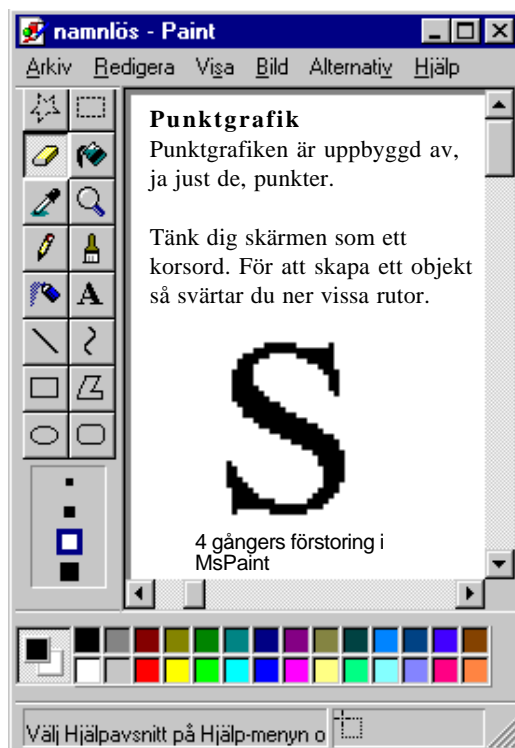 namnlös - Paint
Arkiv Redigera Visa Bild Alternativ Hjälp
Punktgrafik
Punktgrafiken är uppbyggd av,
ja just de, punkter.
Tänk dig skärmen som ett
korsord. För att skapa ett objekt
så svärtar du ner vissa rutor.
A
S
4 gångers förstoring i
MsPaint
Välj Hjälpavsnitt på Hjälp-menyn o